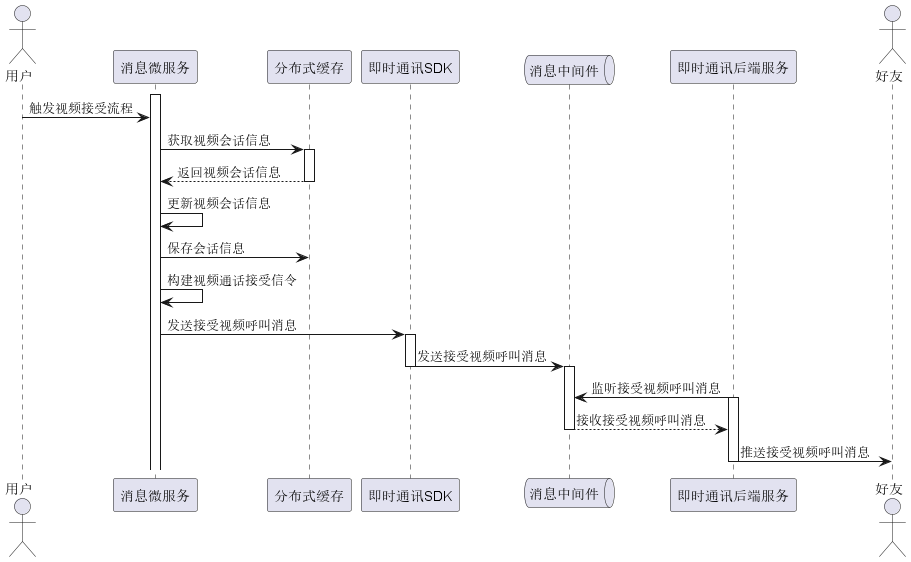 用户
消息微服务
分布式缓存
即时通讯SDK
消息中间件
即时通讯后端服务
好友
触发视频接受流程
获取视频会话信息
返回视频会话信息
更新视频会话信息
保存会话信息
构建视频通话接受信令
发送接受视频呼叫消息
发送接受视频呼叫消息
监听接受视频呼叫消息
接收接受视频呼叫消息
推送接受视频呼叫消息
用户
消息微服务
分布式缓存
即时通讯SDK
消息中间件
即时通讯后端服务
好友